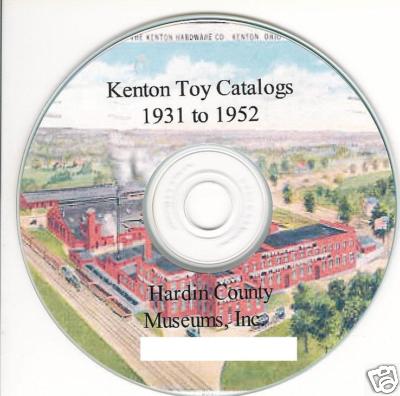 THE KENTON HARDWARE CO. KENTON, OHIO
Kenton Toy Catalogs
1931 to 1952
Hardin County
Museums, Inc.